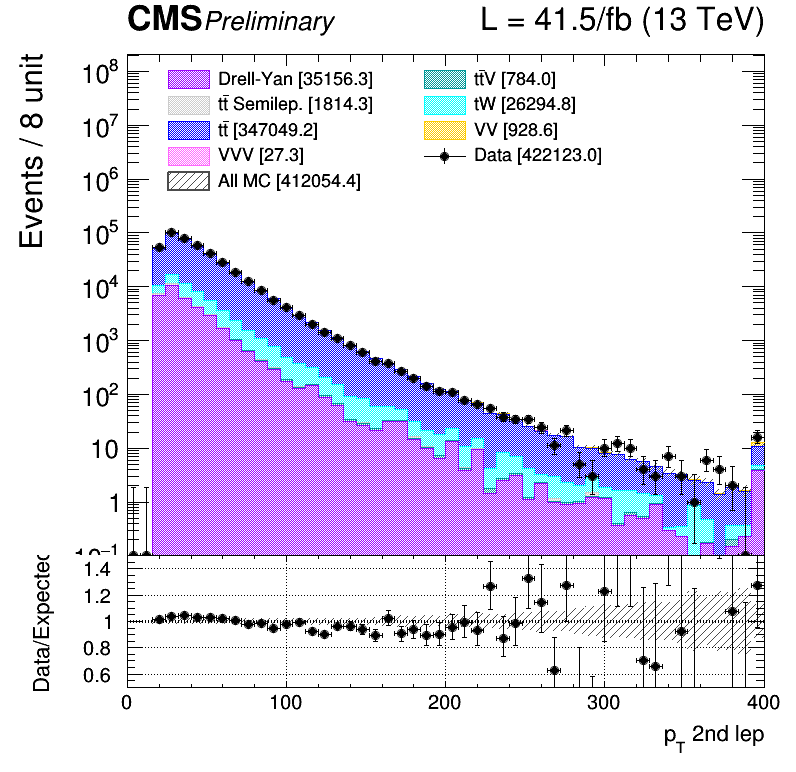 CMS Preliminary L = 41.5/fb (13 TeV)
Events / 8 unit
10⁸
10⁷
10⁶
10⁵
10⁴
10³
10²
10
1
10⁻¹
Drell-Yan [35156.3]
tt̄ Semilep. [1814.3]
tt̄ [347049.2]
VVV [27.3]
All MC [412054.4]
tt̄V [784.0]
tW [26294.8]
VV [928.6]
Data [422123.0]
Data/Expected
1.4
1.2
1
0.8
0.6
0 100 200 300 400
p_T 2nd lep